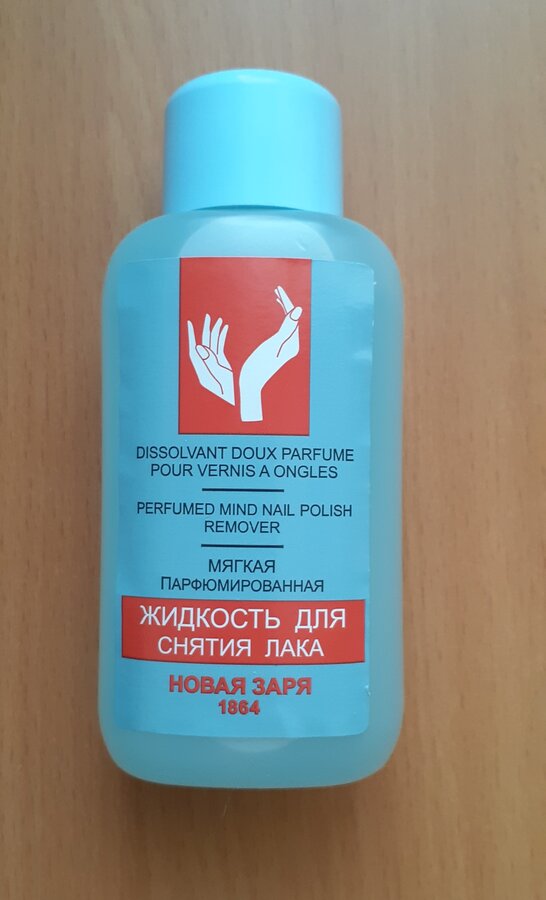 DISSOLVANT DOUX PARFUME
POUR VERNIS A ONGLES
PERFUMED MIND NAIL POLISH
REMOVER
МЯГКАЯ
ПАРФЮМИРОВАННАЯ
ЖИДКОСТЬ ДЛЯ
СНЯТИЯ ЛАКА
НОВАЯ ЗАРЯ
1864